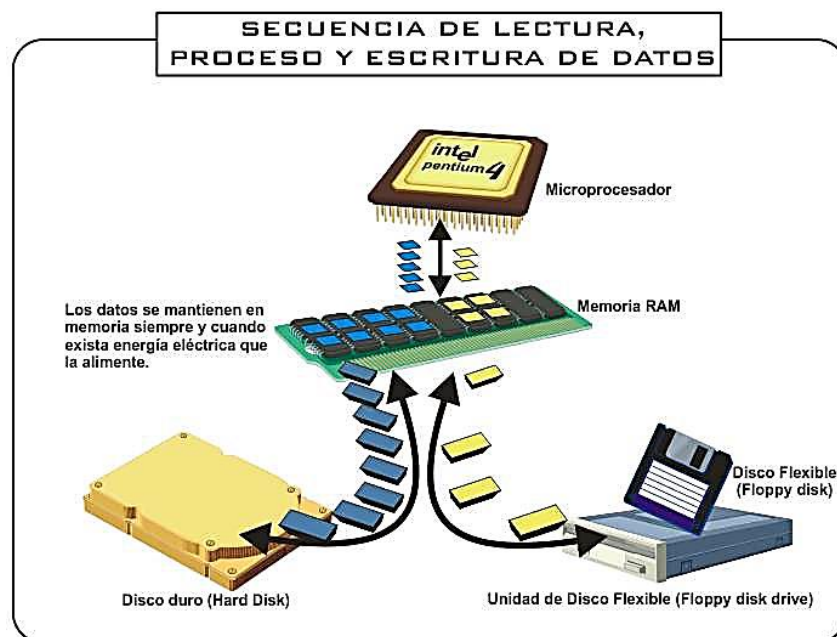 SECUENCIA DE LECTURA,
PROCESO Y ESCRITURA DE DATOS
intel
pentium 4
Microprocesador
Los datos se mantienen en
memoria siempre y cuando
exista energía eléctrica que
la alimente.
Memoria RAM
Disco Flexible
(Floppy disk)
Disco duro (Hard Disk)
Unidad de Disco Flexible (Floppy disk drive)